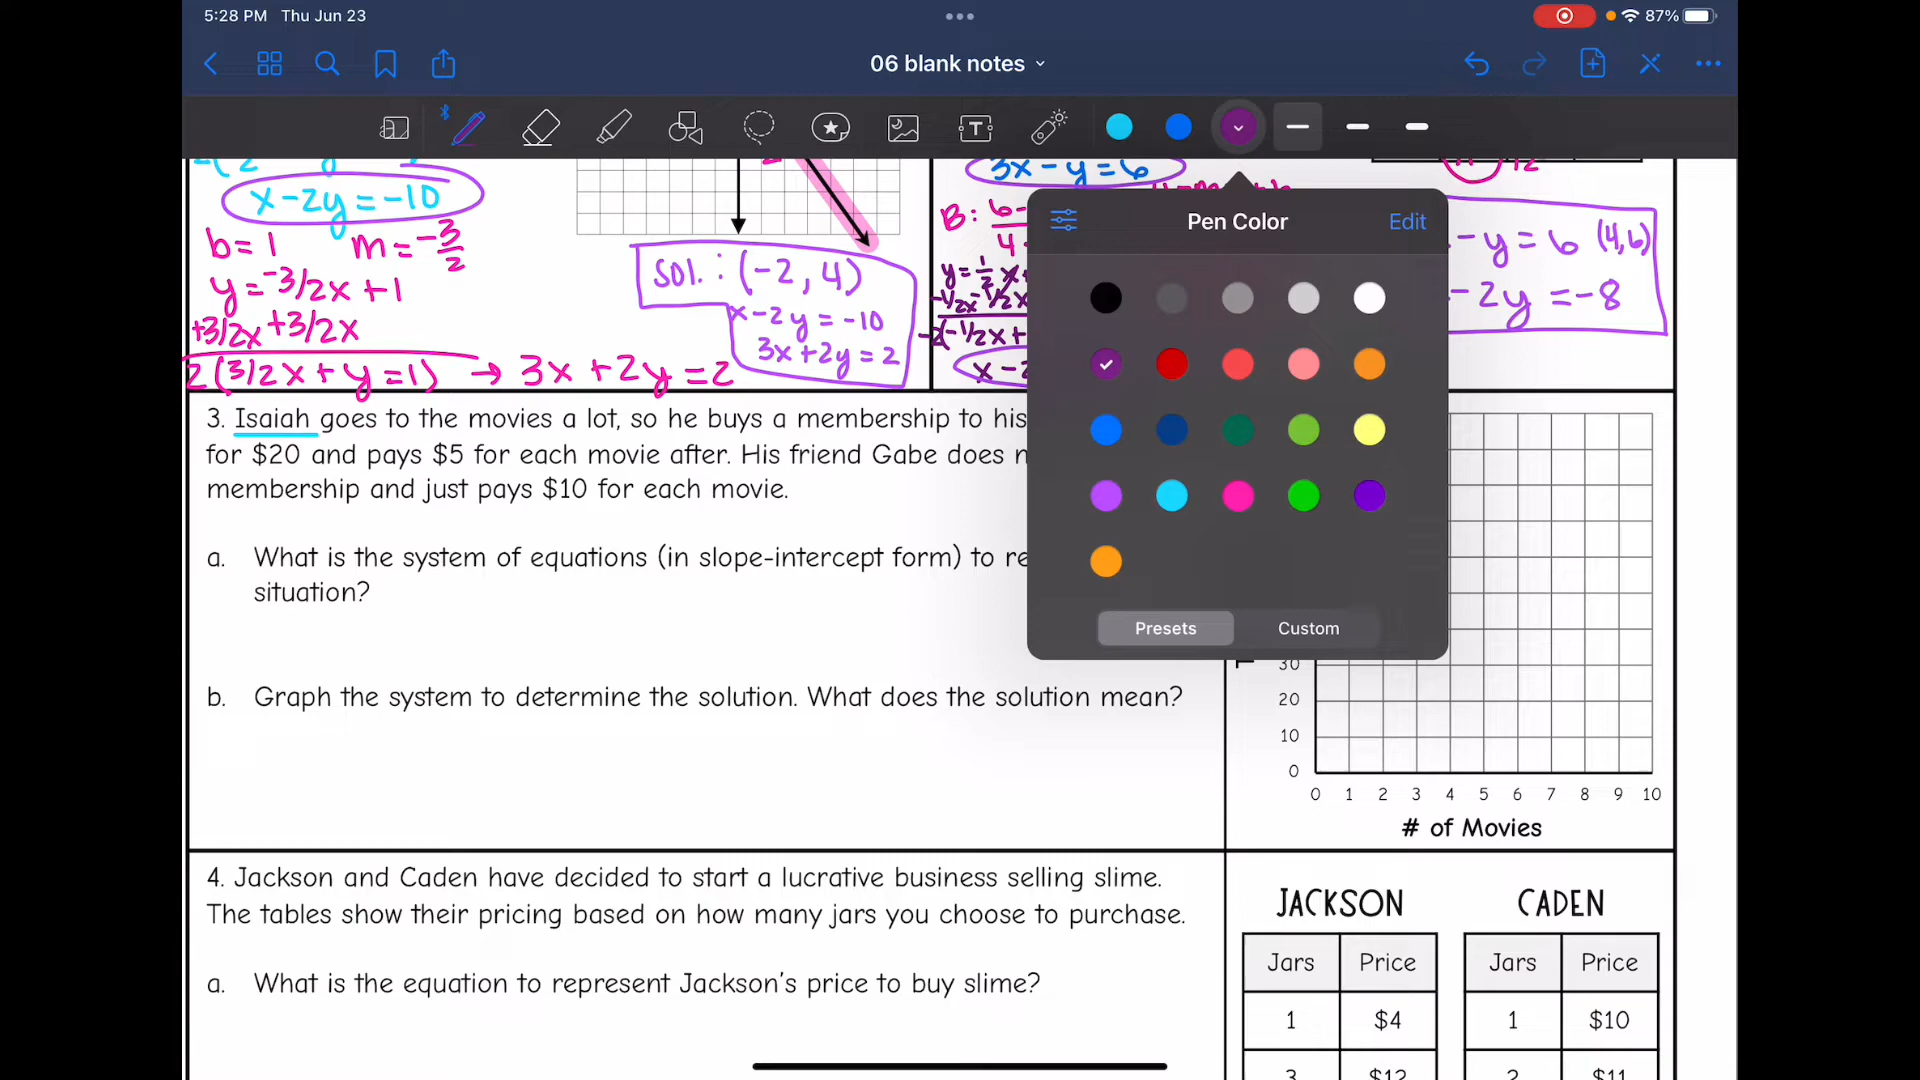 5:28 PM Thu Jun 23
87%
06 blank notes
x-2y=-10
b=1 m=-3/2
y=-3/2x+1
+3/2x +3/2x
2(3/2x+y=1) → 3x+2y=2
sol.: (-2,4)
x-2y=-10
3x+2y=2
3x-y=6
B:
-y=6 (4,6)
-2y=-8
Pen Color
Edit
Presets
Custom
3. Isaiah goes to the movies a lot, so he buys a membership to his
for $20 and pays $5 for each movie after. His friend Gabe does
membership and just pays $10 for each movie.
a. What is the system of equations (in slope-intercept form) to
situation?
b. Graph the system to determine the solution. What does the solution mean?
30
20
10
0
0 1 2 3 4 5 6 7 8 9 10
# of Movies
4. Jackson and Caden have decided to start a lucrative business selling slime.
The tables show their pricing based on how many jars you choose to purchase.
a. What is the equation to represent Jackson's price to buy slime?
JACKSON CADEN
Jars Price Jars Price
1 $4 1 $10
3 $12 2 $11